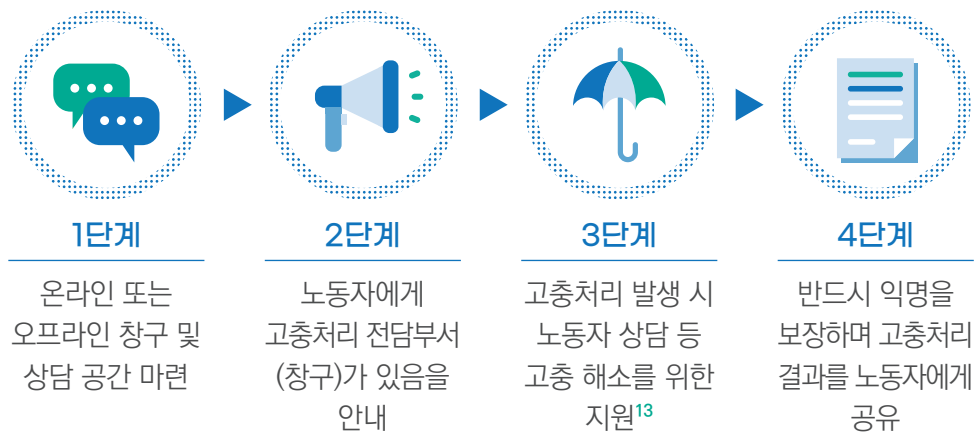 1단계
온라인 또는
오프라인 창구 및
상담 공간 마련
2단계
노동자에게
고충처리 전담부서
(창구)가 있음을
안내
3단계
고충처리 발생 시
노동자 상담 등
고충 해소를 위한
지원13
4단계
반드시 익명을
보장하며 고충처리
결과를 노동자에게
공유